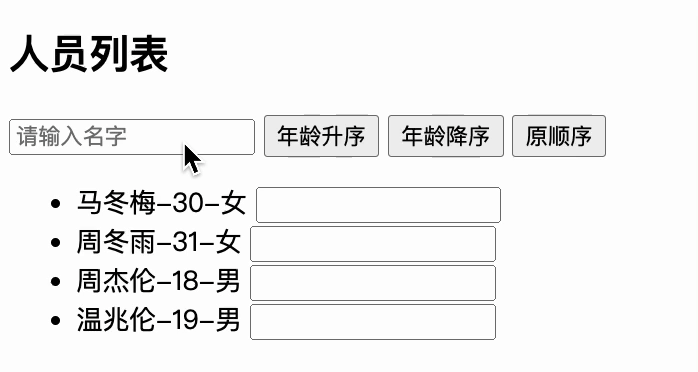 人员列表
请输入名字 年龄升序 年龄降序 原顺序
马冬梅-30-女
周冬雨-31-女
周杰伦-18-男
温兆伦-19-男